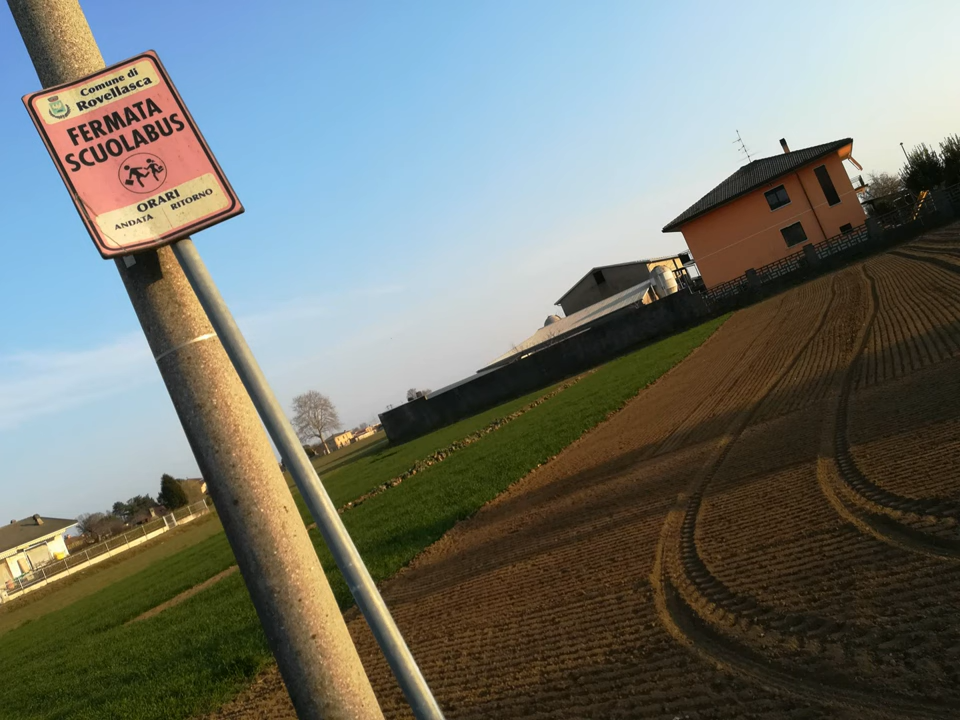 Comune di
Rovellasca
FERMATA
SCUOLABUS
ORARI
ANDATA RITORNO